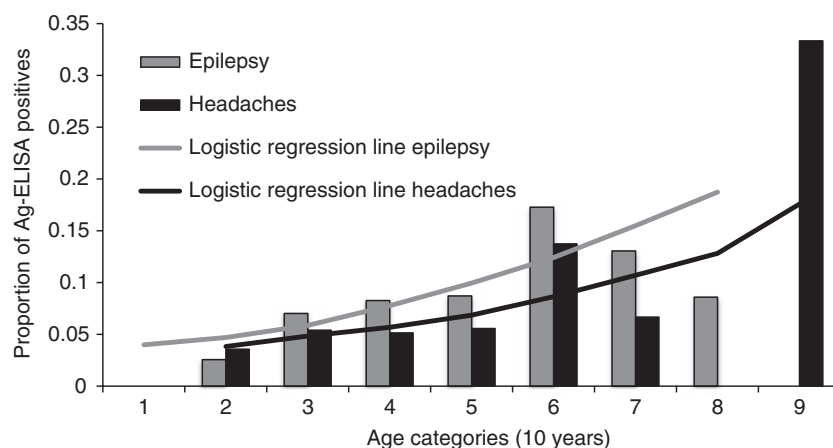 Proportion of Ag-ELISA positives
0.35
0.3
0.25
0.2
0.15
0.1
0.05
0
Epilepsy
Headaches
Logistic regression line epilepsy
Logistic regression line headaches
1 2 3 4 5 6 7 8 9
Age categories (10 years)